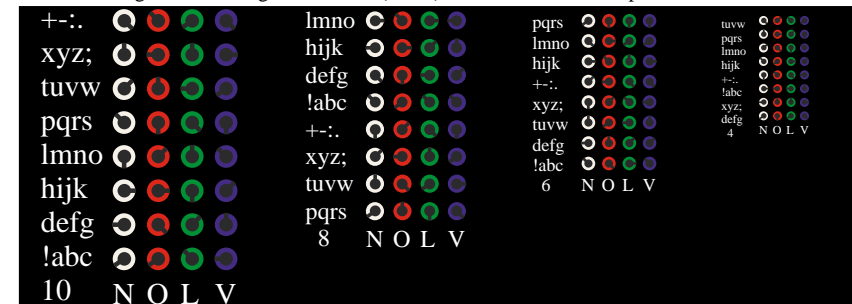 +-:.
xyz;
tuvw
pqrs
lmno
hijk
defg
!abc
10 N O L V
lmno
hijk
defg
!abc
+-:.
xyz;
tuvw
pqrs
8 N O L V
pqrs
lmno
hijk
+-:.
xyz;
tuvw
defg
!abc
6 N O L V
tuvw
pqrs
lmno
hijk
+-:.
!abc
xyz;
defg
4 N O L V